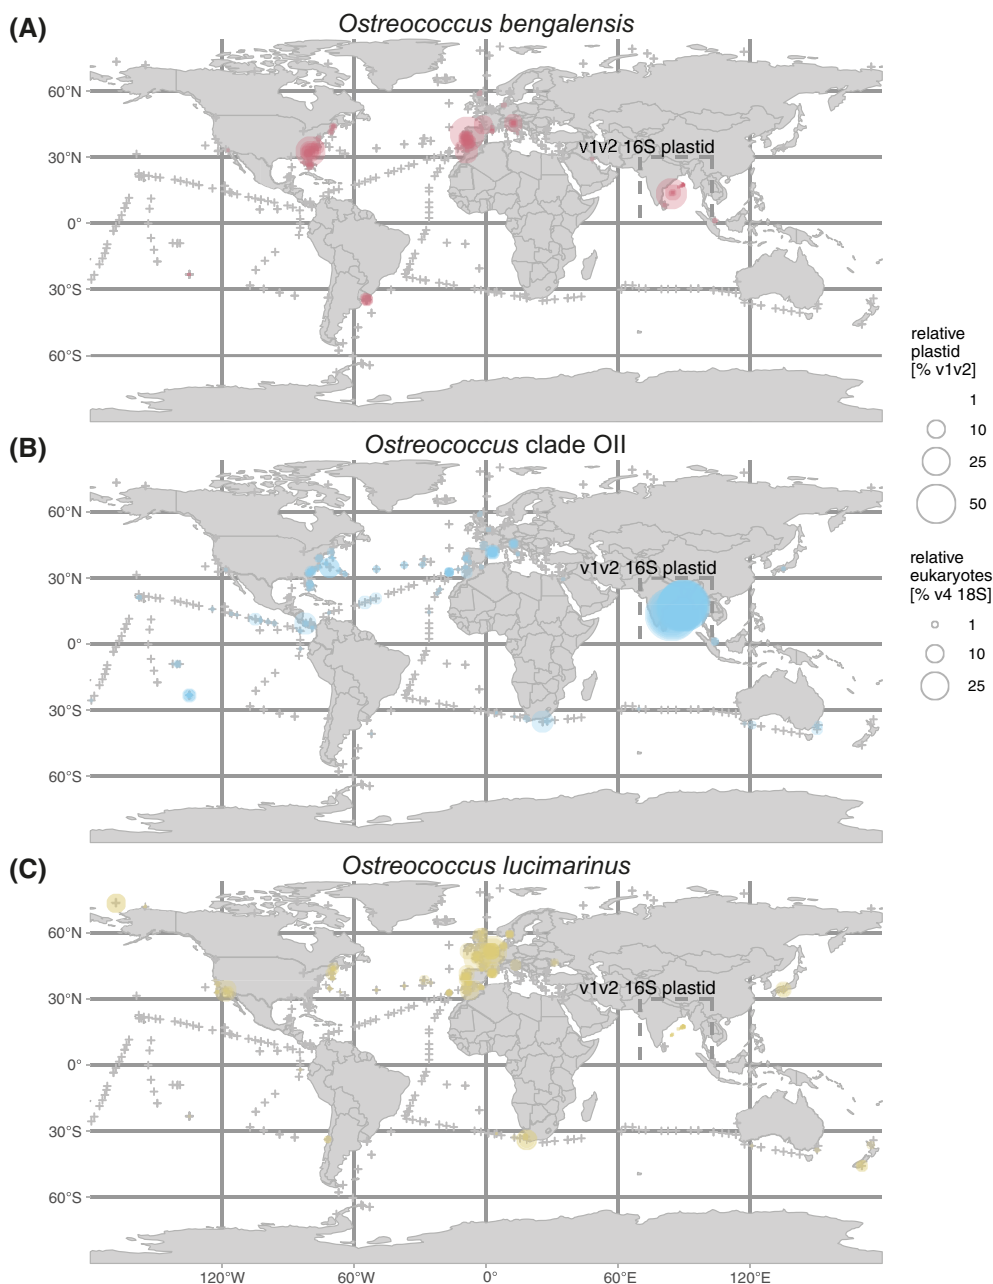 (A)
Ostreococcus bengalensis
60°N
30°N
0°
30°S
60°S
v1v2 16S plastid
(B)
Ostreococcus clade OII
60°N
30°N
0°
30°S
60°S
v1v2 16S plastid
(C)
Ostreococcus lucimarinus
60°N
30°N
0°
30°S
60°S
v1v2 16S plastid
120°W
60°W
0°
60°E
120°E
relative
plastid
[% v1v2]
1
10
25
50
relative
eukaryotes
[% v4 18S]
1
10
25